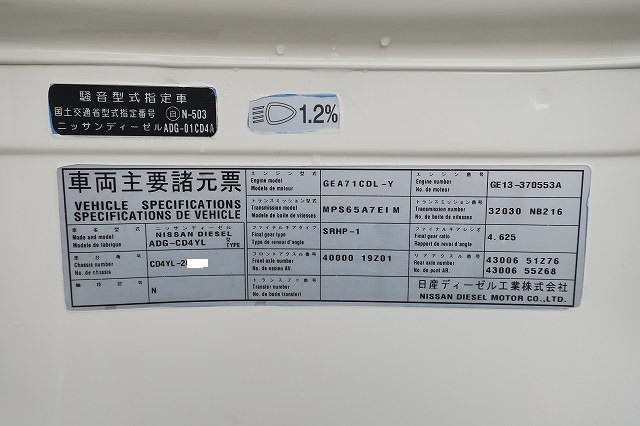 騒音型式指定車
国土交通省型式指定番号 自 N-503
ニッサンディーゼル ADG-01CD4A
1.2%
車両主要諸元票
VEHICLE SPECIFICATIONS
SPECIFICATIONS DE VEHICLE
車名型式
Made and model
Modele de fabrique
ニッサンディーゼル
NISSAN DIESEL
ADG-CD4YL 型 TYPE
車台番号
Chassis number
No. de chassis
CD4YL-20
N
エンジン型式
Engine model
Modele de moteur
GEA71CDL-Y
エンジン番号
Engine number
No. de moteur
GE13-370553A
トランスミッション型式
Transmission model
Modele de boite de vitesses
MPS65A7EIM
トランスミッション番号
Transmission number
No. de boite de vitesses
32030 NB216
ファイナルギヤタイプ
Final gear type
Type de renvoi d'angle
SRHP-1
ファイナルギヤレシオ
Final gear ratio
Rapport de renvoi d'angle
4.625
フロントアクスル番号
Front axle number
No. de essieu AV.
40000 19Z01
リアアクスル番号
Rear axle number
No. de pont AR.
43006 51Z76
43006 55Z68
トランスファ番号
Transfer number
No. de boite transferi
日産ディーゼル工業株式会社
NISSAN DIESEL MOTOR CO.,LTD.